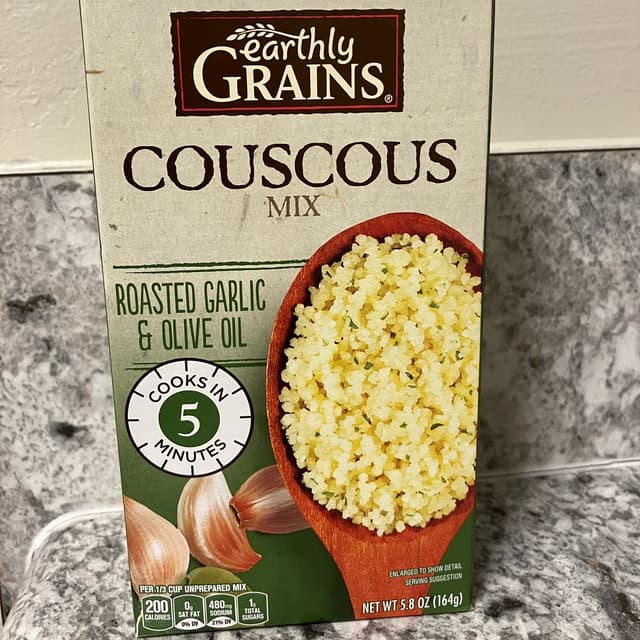 earthly
GRAINS®
COUSCOUS
MIX
ROASTED GARLIC
& OLIVE OIL
COOKS IN
5
MINUTES
ENLARGED TO SHOW DETAIL
SERVING SUGGESTION
PER 1/3 CUP UNPREPARED MIX
200
CALORIES
0g
SAT FAT
0% DV
480mg
SODIUM
21% DV
1g
TOTAL
SUGARS
NET WT 5.8 OZ (164g)